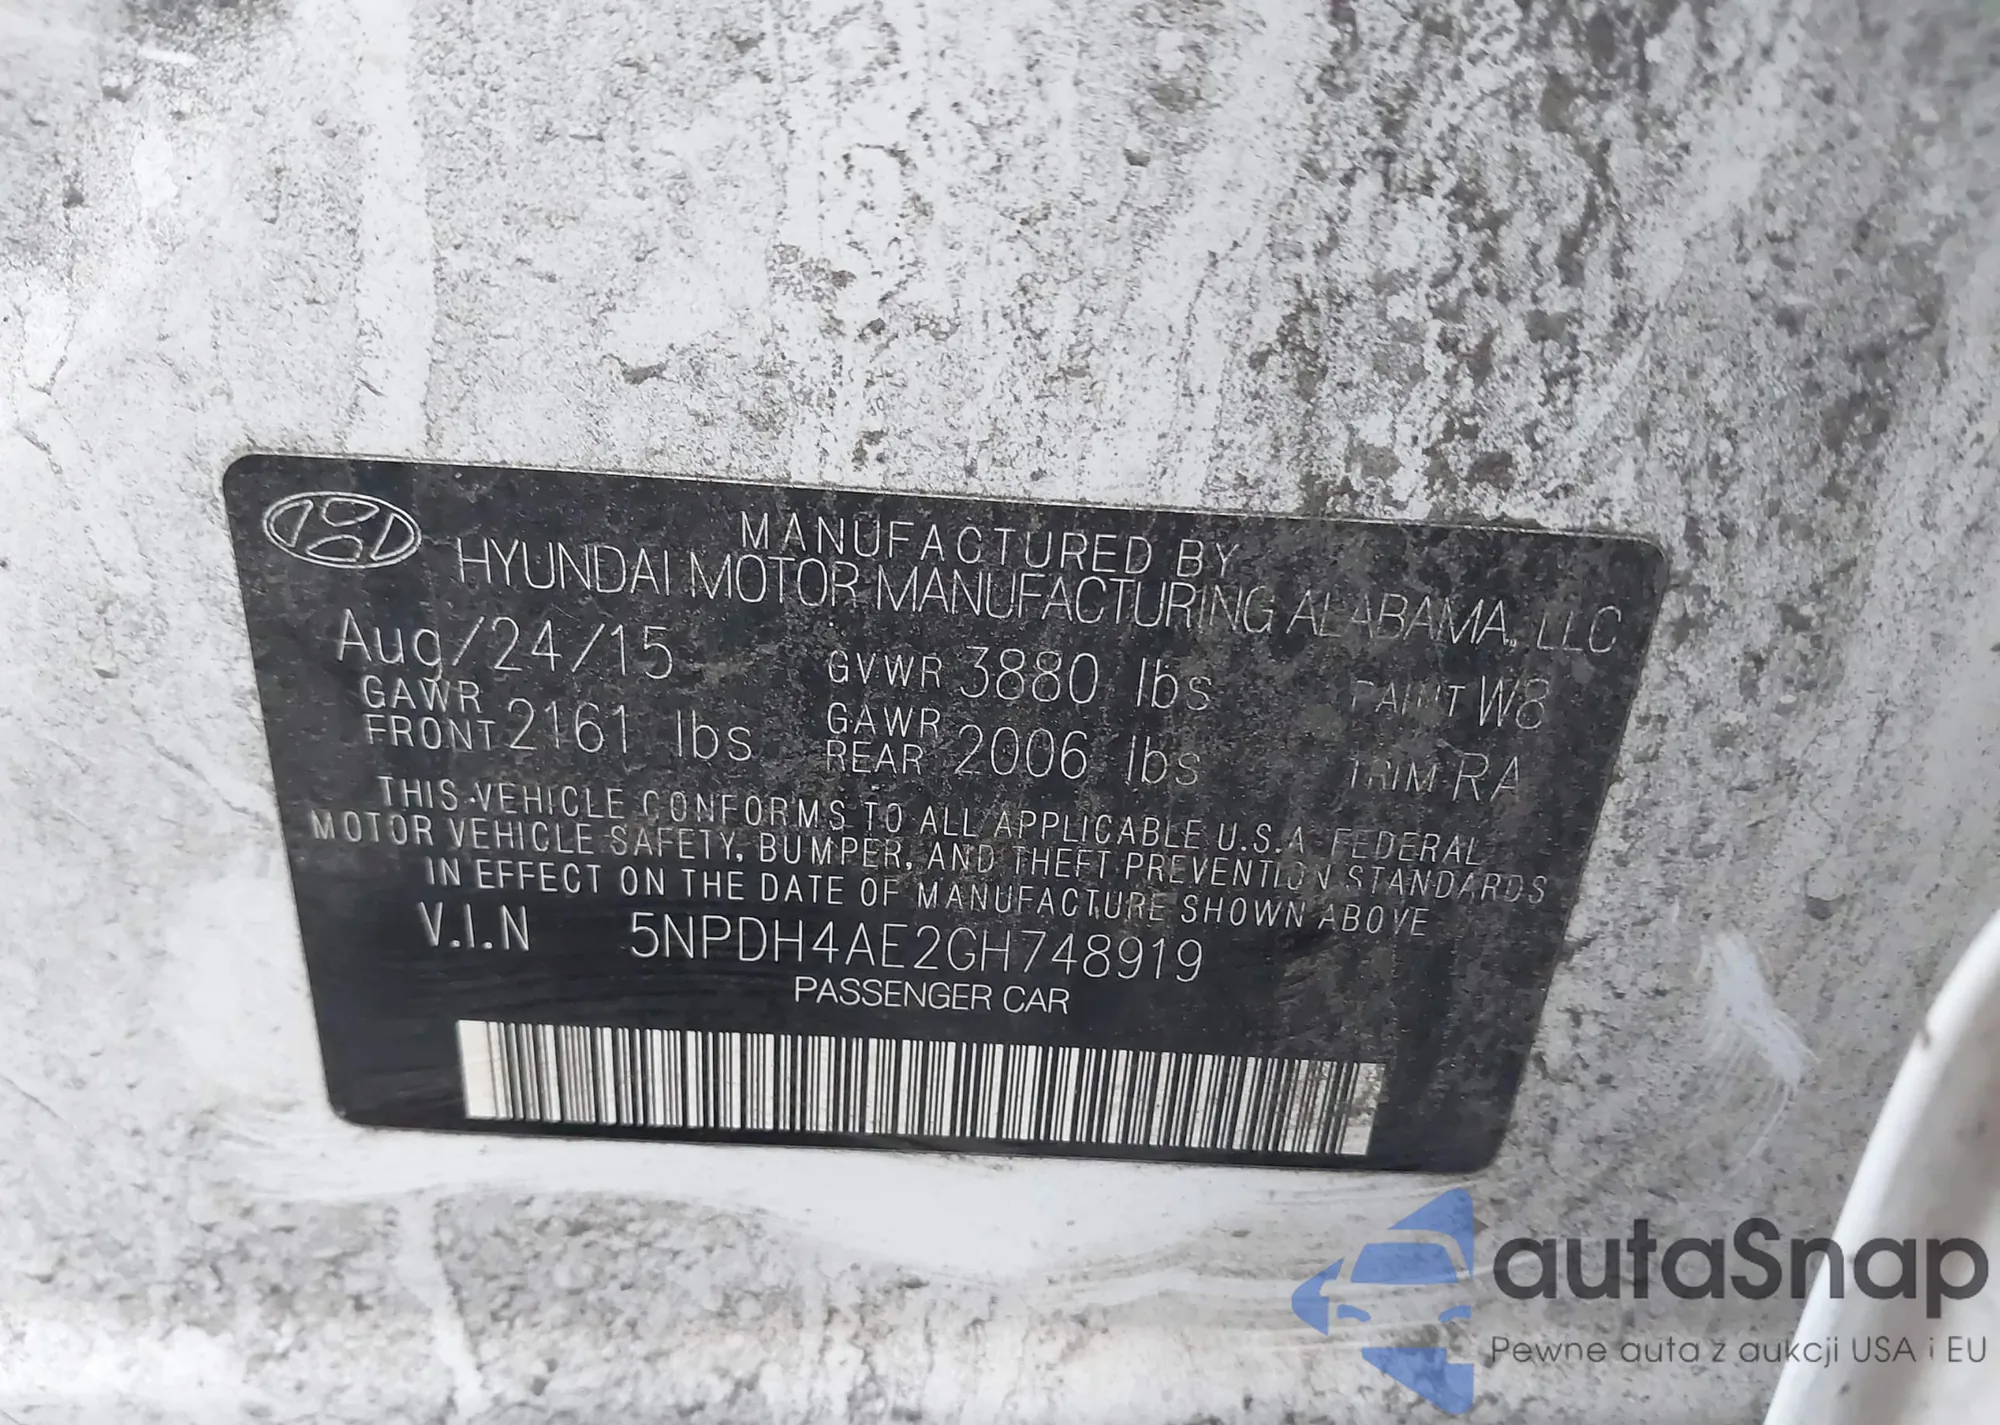 MANUFACTURED BY
HYUNDAI MOTOR MANUFACTURING ALABAMA, LLC
Aug/24/15 GVWR 3880 lbs PAINT W8
GAWR FRONT 2161 lbs GAWR REAR 2006 lbs TRIM RA
THIS VEHICLE CONFORMS TO ALL APPLICABLE U.S.A FEDERAL
MOTOR VEHICLE SAFETY, BUMPER, AND THEFT PREVENTION STANDARDS
IN EFFECT ON THE DATE OF MANUFACTURE SHOWN ABOVE
V.I.N 5NPDH4AE2GH748919
PASSENGER CAR
autaSnap
Pewne auta z aukcji USA i EU